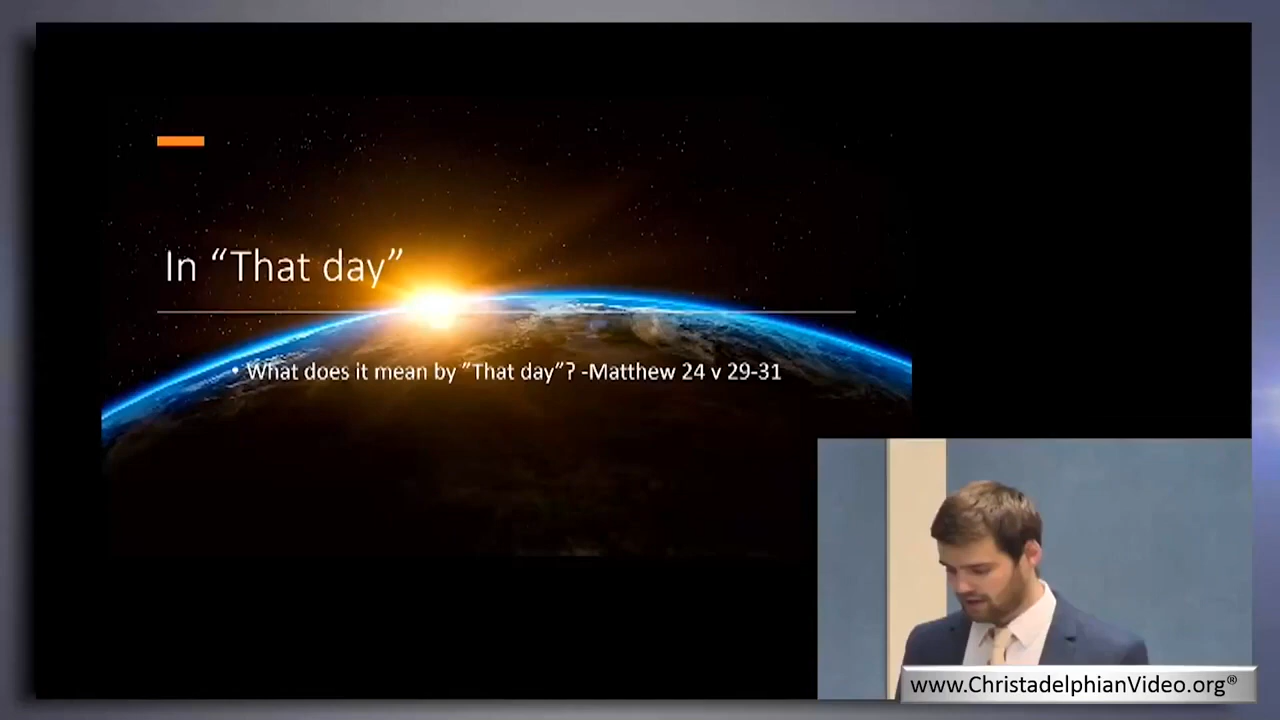 In “That day”
• What does it mean by ”That day”? -Matthew 24 v 29-31
www.ChristadelphianVideo.org®